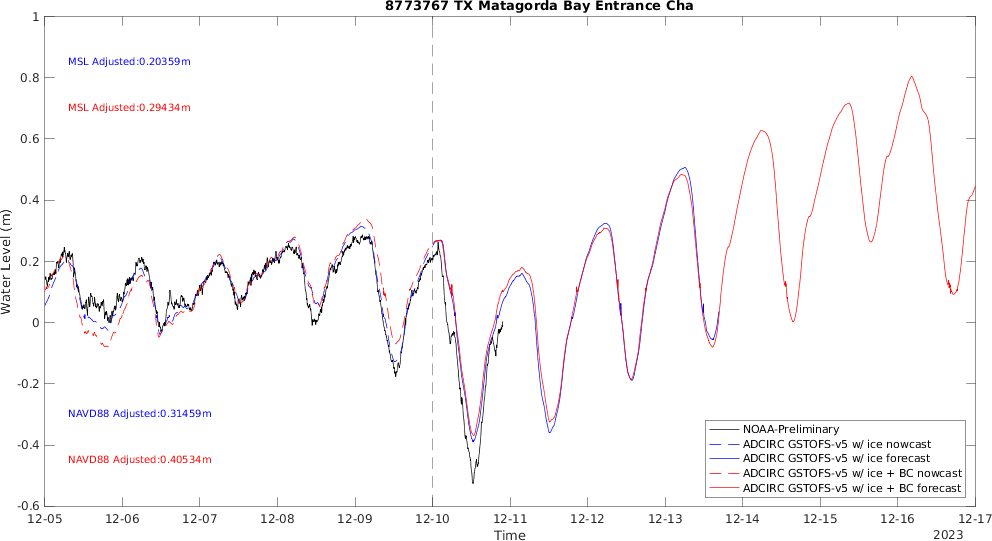 8773767 TX Matagorda Bay Entrance Cha
1
0.8
0.6
0.4
0.2
0
-0.2
-0.4
-0.6
Water Level (m)
MSL Adjusted:0.20359m
MSL Adjusted:0.29434m
NAVD88 Adjusted:0.31459m
NAVD88 Adjusted:0.40534m
NOAA-Preliminary
ADCIRC GSTOFS-v5 w/ ice nowcast
ADCIRC GSTOFS-v5 w/ ice forecast
ADCIRC GSTOFS-v5 w/ ice + BC nowcast
ADCIRC GSTOFS-v5 w/ ice + BC forecast
12-05 12-06 12-07 12-08 12-09 12-10 12-11 12-12 12-13 12-14 12-15 12-16 12-17
Time
2023